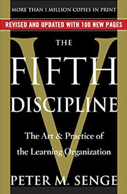 MORE THAN 1 MILLION COPIES IN PRINT
REVISED AND UPDATED WITH 100 NEW PAGES
THE
FIFTH
DISCIPLINE
V
The Art & Practice of
the Learning Organization
PETER M. SENGE